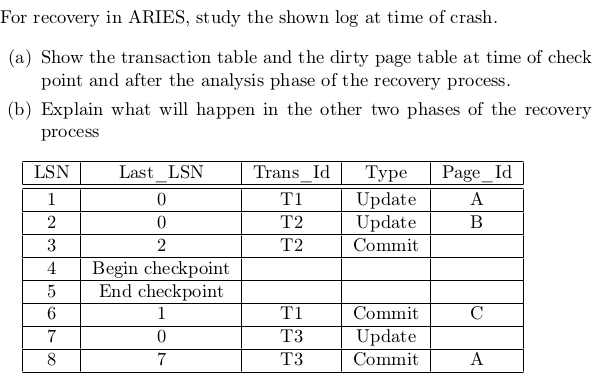 For recovery in ARIES, study the shown log at time of crash.
(a) Show the transaction table and the dirty page table at time of check
point and after the analysis phase of the recovery process.
(b) Explain what will happen in the other two phases of the recovery
process
LSN Last_LSN Trans_Id Type Page_Id
1 0 T1 Update A
2 0 T2 Update B
3 2 T2 Commit
4 Begin checkpoint
5 End checkpoint
6 1 T1 Commit C
7 0 T3 Update
8 7 T3 Commit A